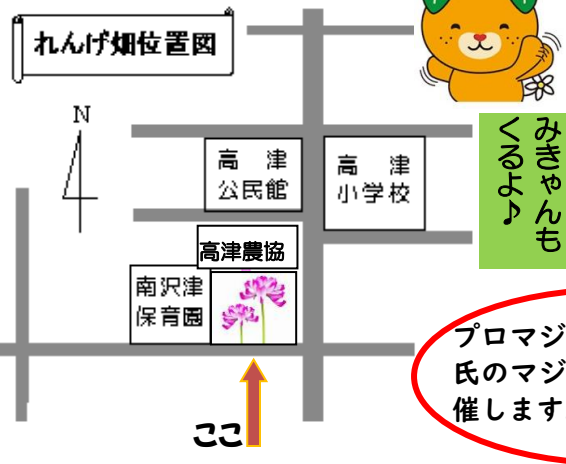 れんげ畑位置図
N
みきゃんも
くるよ♪
高 津
公民館
高 津
小学校
高津農協
南沢津
保育園
プロマジ
氏のマジ
催します
ここ